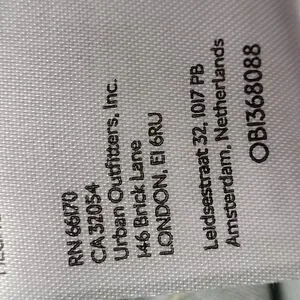 RN 66170
CA 32054
Urban Outfitters, Inc.
146 Brick Lane
LONDON, E1 6RU
Leidsestraat 32, 1017 PB
Amsterdam, Netherlands
OB1368088